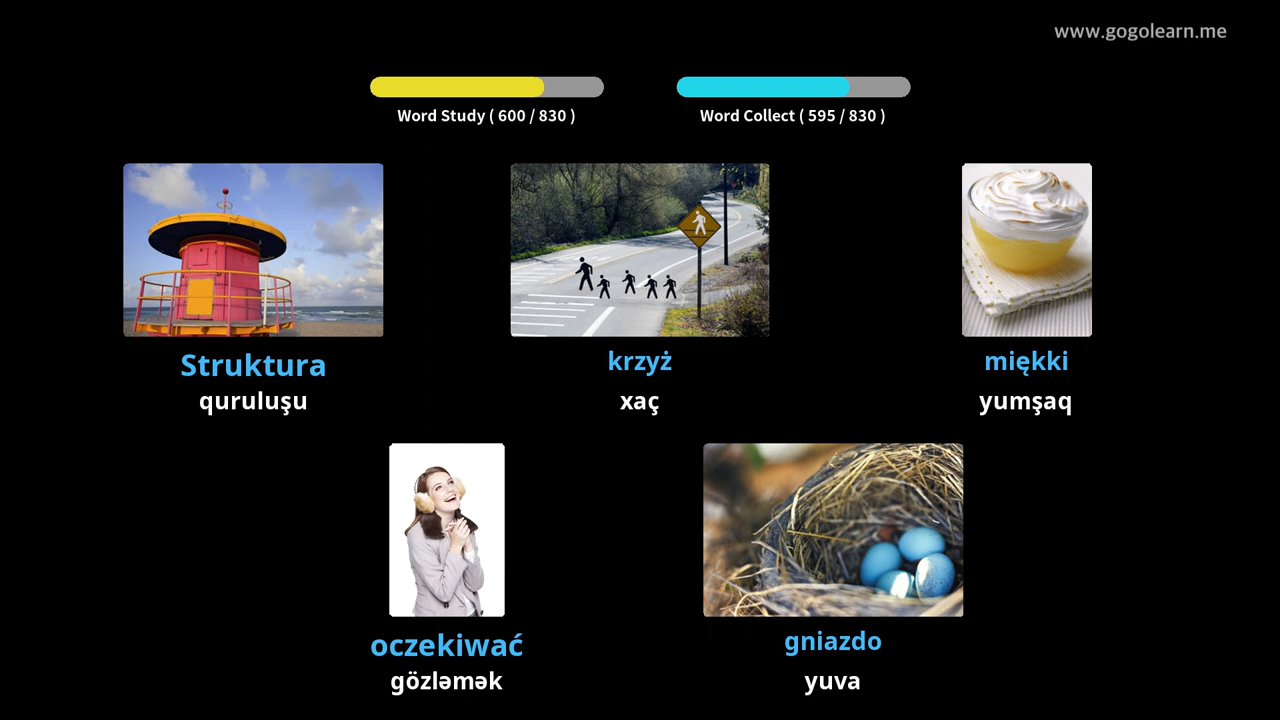 www.gogolearn.me
Word Study ( 600 / 830 )
Word Collect ( 595 / 830 )
Struktura
quruluşu
krzyż
xaç
miękki
yumşaq
oczekiwać
gözləmək
gniazdo
yuva